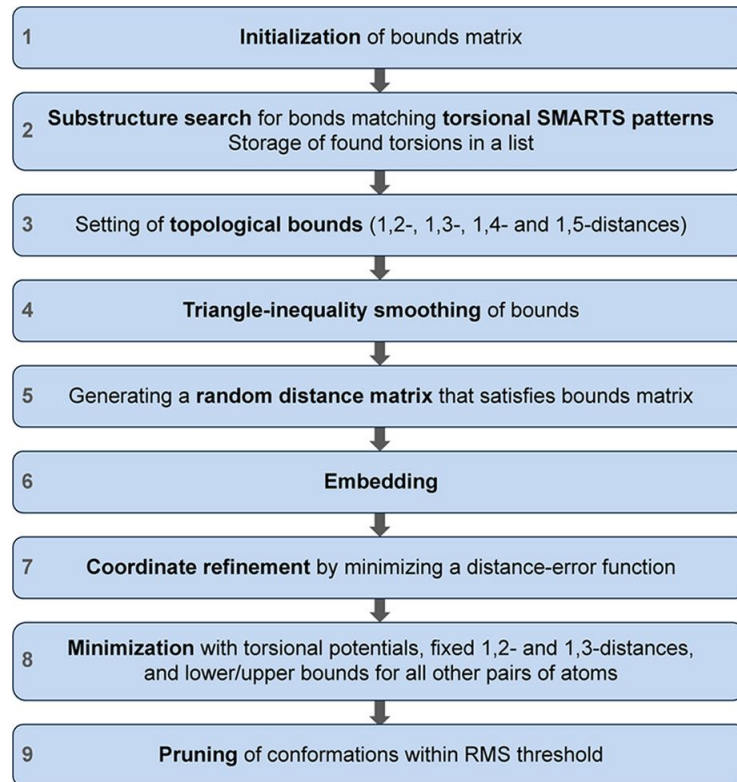 1 Initialization of bounds matrix
2 Substructure search for bonds matching torsional SMARTS patterns
Storage of found torsions in a list
3 Setting of topological bounds (1,2-, 1,3-, 1,4- and 1,5-distances)
4 Triangle-inequality smoothing of bounds
5 Generating a random distance matrix that satisfies bounds matrix
6 Embedding
7 Coordinate refinement by minimizing a distance-error function
8 Minimization with torsional potentials, fixed 1,2- and 1,3-distances,
and lower/upper bounds for all other pairs of atoms
9 Pruning of conformations within RMS threshold